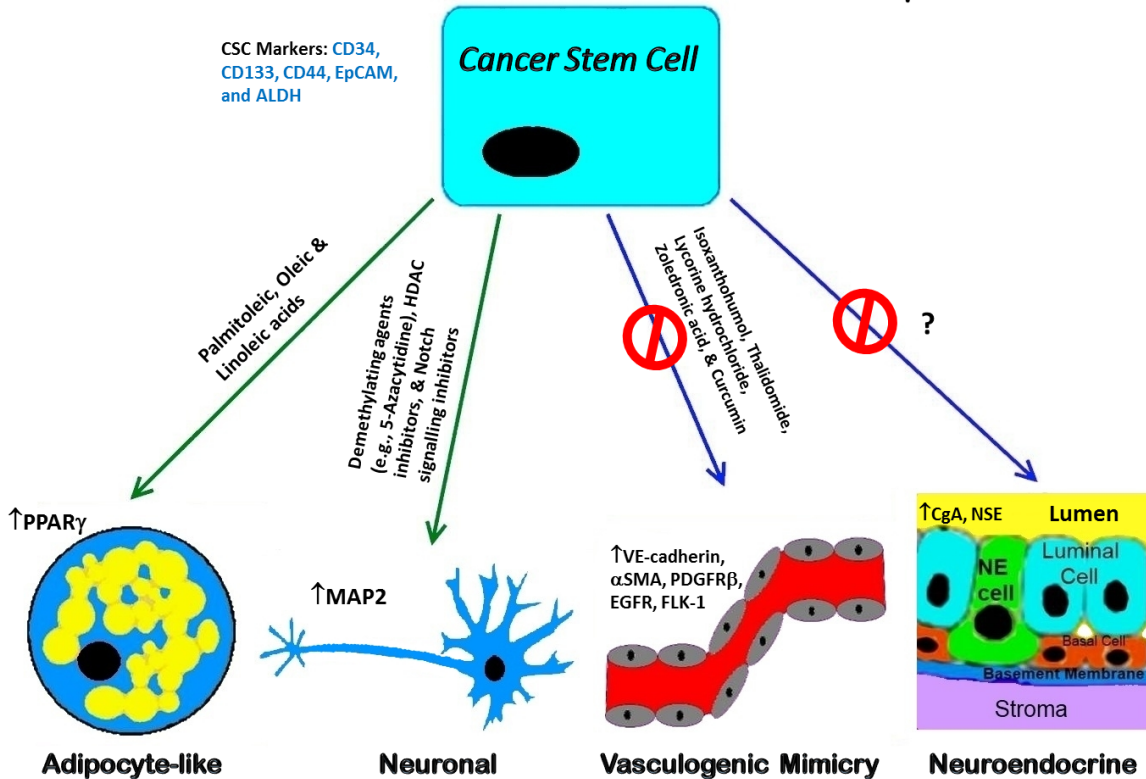 CSC Markers: CD34,
CD133, CD44, EpCAM,
and ALDH
Cancer Stem Cell
Palmitoleic, Oleic &
Linoleic acids
Demethylating agents
(e.g., 5-Azacytidine), HDAC
inhibitors, & Notch
signalling inhibitors
Isoxanthohumol, Thalidomide,
Lycorine hydrochloride,
Zoledronic acid, & Curcumin
?
↑PPARγ
↑MAP2
↑VE-cadherin,
αSMA, PDGFRβ,
EGFR, FLK-1
↑CgA, NSE
Lumen
NE
cell
Luminal
Cell
Basal Cell
Basement Membrane
Stroma
Adipocyte-like
Neuronal
Vasculogenic Mimicry
Neuroendocrine